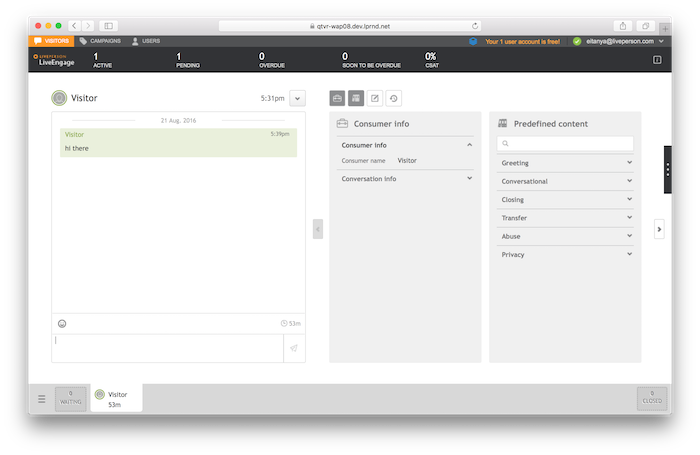 qtvr-wap08.dev.lprnd.net
VISITORS CAMPAIGNS USERS Your 1 user account is free! eitanya@liveperson.com
LIVEPERSON
LiveEngage
1 1 0 0 0%
ACTIVE PENDING OVERDUE SOON TO BE OVERDUE CSAT
Visitor 5:31pm
21 Aug, 2016
Visitor 5:39pm
hi there
53m
Consumer info
Consumer info
Consumer name Visitor
Conversation info
Predefined content
Greeting
Conversational
Closing
Transfer
Abuse
Privacy
0
WAITING
Visitor
53m
0
CLOSED